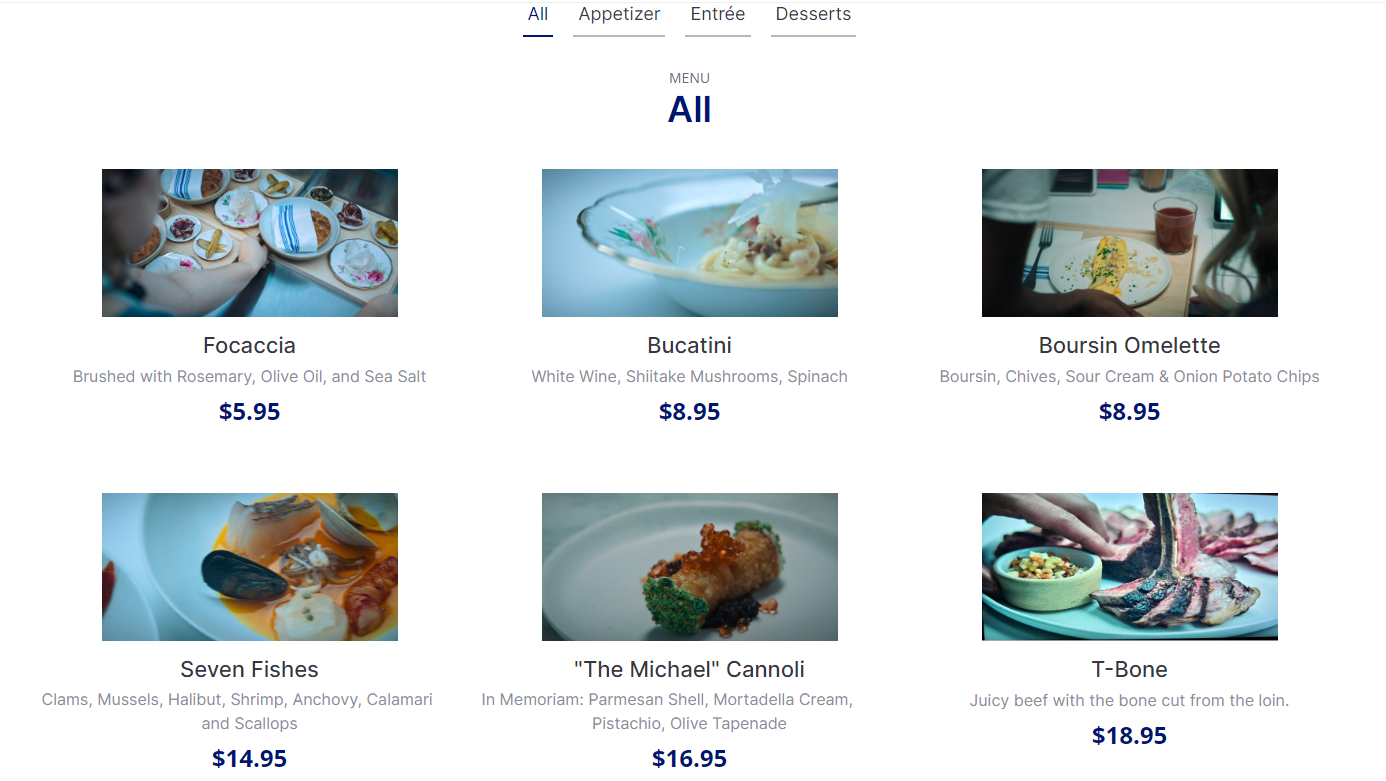 All Appetizer Entrée Desserts
MENU
All
Focaccia
Brushed with Rosemary, Olive Oil, and Sea Salt
$5.95
Bucatini
White Wine, Shiitake Mushrooms, Spinach
$8.95
Boursin Omelette
Boursin, Chives, Sour Cream & Onion Potato Chips
$8.95
Seven Fishes
Clams, Mussels, Halibut, Shrimp, Anchovy, Calamari
and Scallops
$14.95
"The Michael" Cannoli
In Memoriam: Parmesan Shell, Mortadella Cream,
Pistachio, Olive Tapenade
$16.95
T-Bone
Juicy beef with the bone cut from the loin.
$18.95